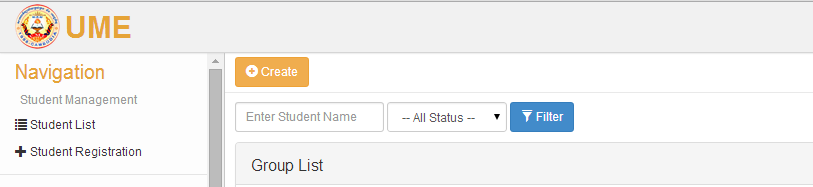 UME
Navigation
Student Management
Student List
Student Registration
Create
Enter Student Name
-- All Status --
Filter
Group List